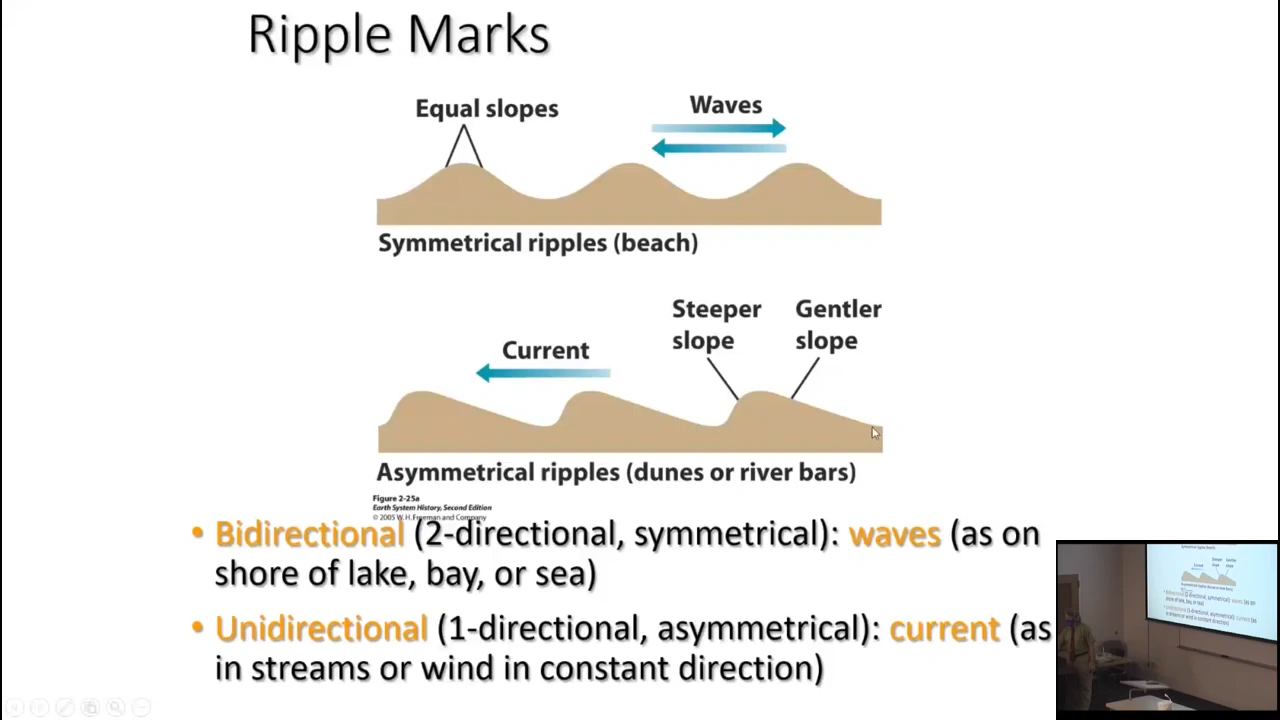 Ripple Marks
Equal slopes
Waves
Symmetrical ripples (beach)
Steeper slope
Gentler slope
Current
Asymmetrical ripples (dunes or river bars)
Figure 2-25a
Earth System History, Second Edition
© 2005 W. H. Freeman and Company
• Bidirectional (2-directional, symmetrical): waves (as on
shore of lake, bay, or sea)
• Unidirectional (1-directional, asymmetrical): current (as
in streams or wind in constant direction)